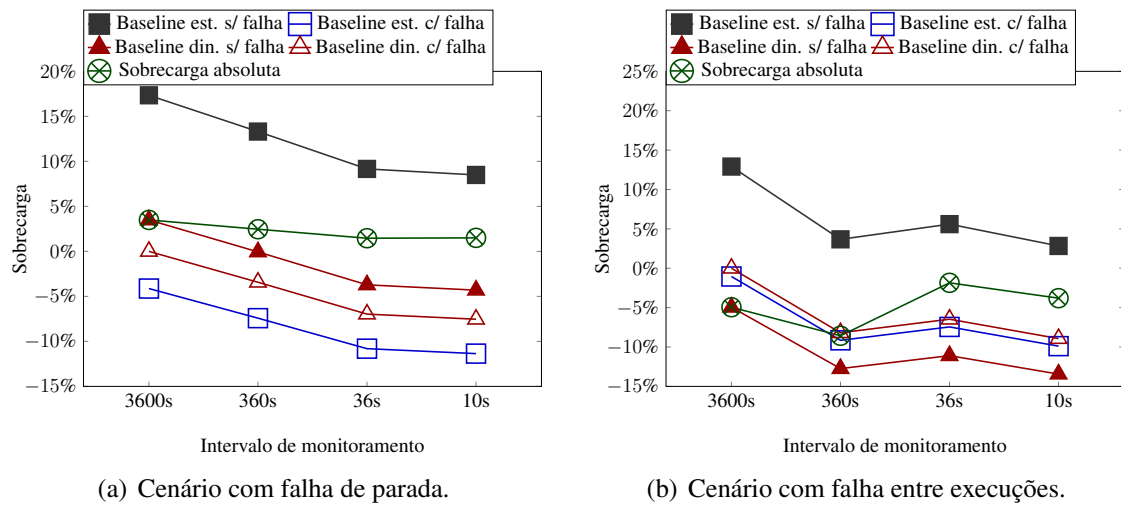 Baseline est. s/ falha Baseline est. c/ falha
Baseline din. s/ falha Baseline din. c/ falha
Sobrecarga absoluta
20%
15%
10%
5%
0%
−5%
−10%
−15%
Sobrecarga
3600s 360s 36s 10s
Intervalo de monitoramento
(a) Cenário com falha de parada.
Baseline est. s/ falha Baseline est. c/ falha
Baseline din. s/ falha Baseline din. c/ falha
Sobrecarga absoluta
25%
20%
15%
10%
5%
0%
−5%
−10%
−15%
Sobrecarga
3600s 360s 36s 10s
Intervalo de monitoramento
(b) Cenário com falha entre execuções.